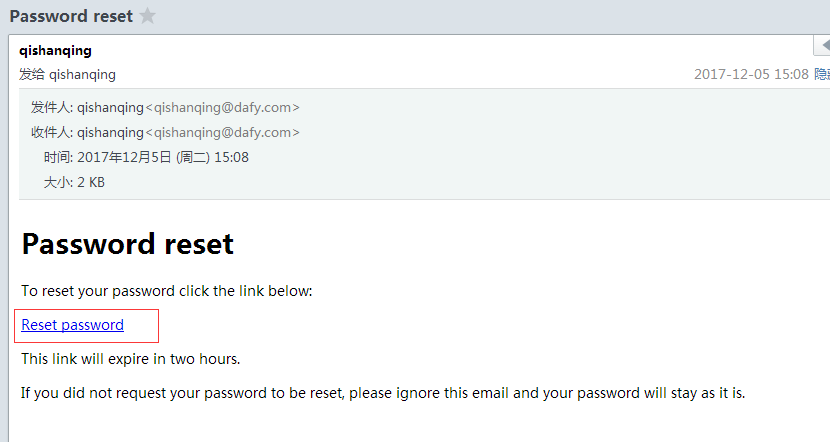 Password reset
qishanqing
发给 qishanqing
2017-12-05 15:08 隐
发件人: qishanqing<qishanqing@dafy.com>
收件人: qishanqing<qishanqing@dafy.com>
时间: 2017年12月5日 (周二) 15:08
大小: 2 KB
Password reset
To reset your password click the link below:
Reset password
This link will expire in two hours.
If you did not request your password to be reset, please ignore this email and your password will stay as it is.